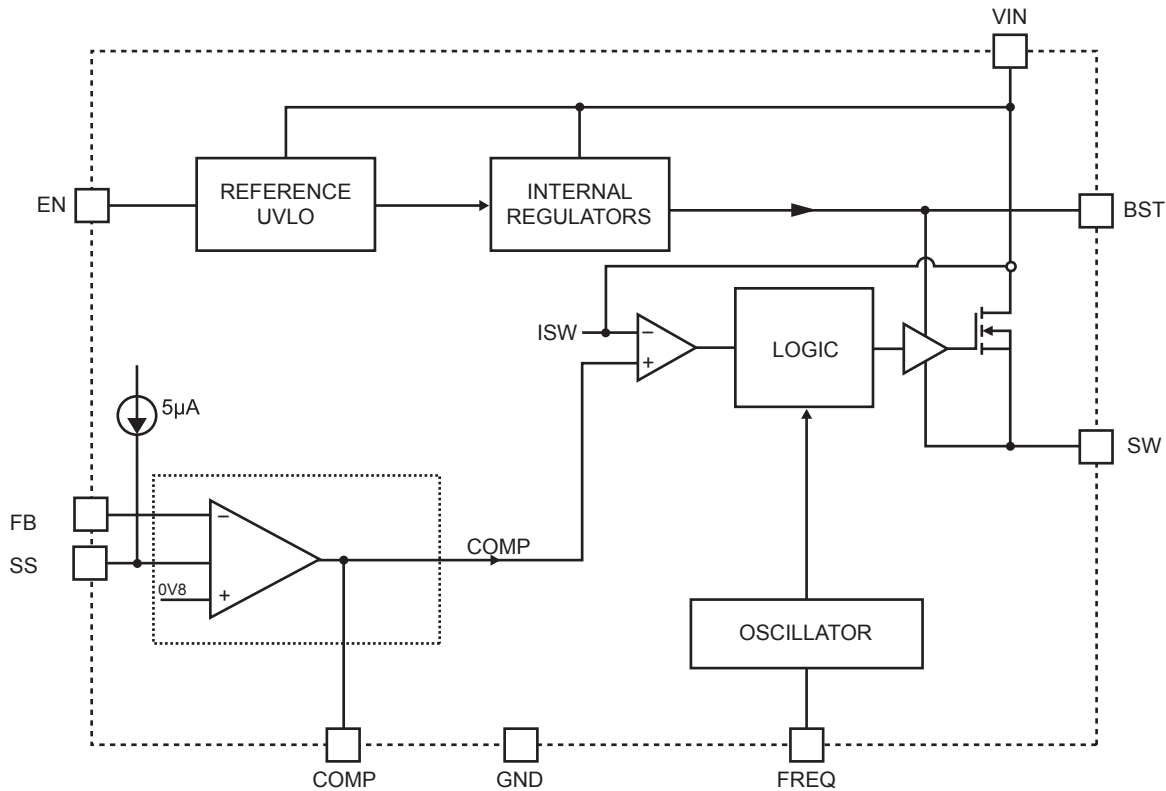 VIN
REFERENCE
UVLO
INTERNAL
REGULATORS
EN
BST
ISW
−
+
LOGIC
5µA
SW
FB
−
SS
0V8
+
COMP
OSCILLATOR
COMP
GND
FREQ